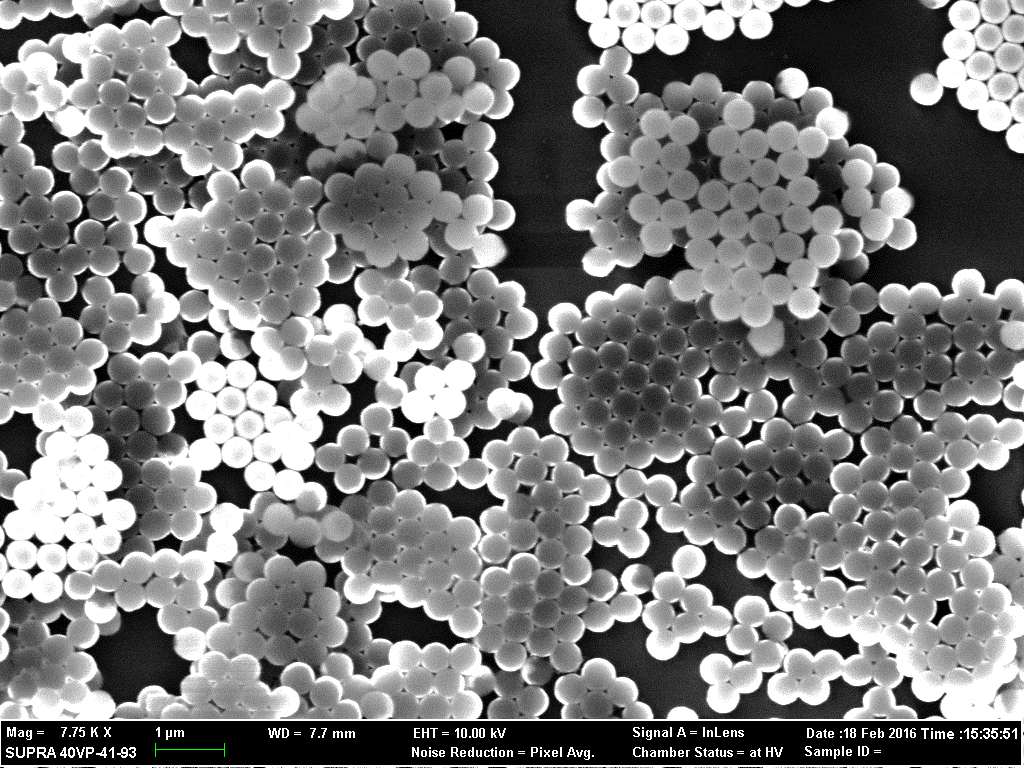 Mag = 7.75 K X 1 µm WD = 7.7 mm EHT = 10.00 kV Signal A = InLens Date :18 Feb 2016 Time :15:35:51
SUPRA 40VP-41-93 Noise Reduction = Pixel Avg. Chamber Status = at HV Sample ID =